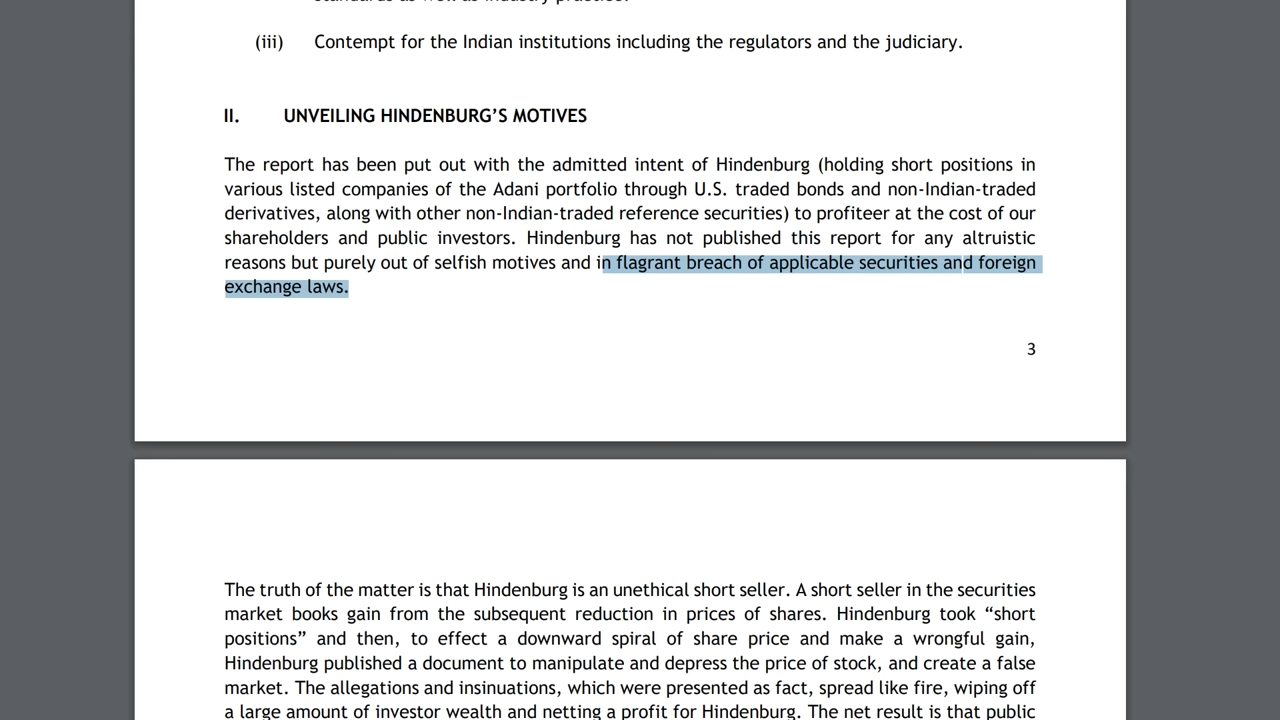 standards as well as industry practice.
(iii) Contempt for the Indian institutions including the regulators and the judiciary.
II. UNVEILING HINDENBURG’S MOTIVES
The report has been put out with the admitted intent of Hindenburg (holding short positions in
various listed companies of the Adani portfolio through U.S. traded bonds and non-Indian-traded
derivatives, along with other non-Indian-traded reference securities) to profiteer at the cost of our
shareholders and public investors. Hindenburg has not published this report for any altruistic
reasons but purely out of selfish motives and in flagrant breach of applicable securities and foreign
exchange laws.
3
The truth of the matter is that Hindenburg is an unethical short seller. A short seller in the securities
market books gain from the subsequent reduction in prices of shares. Hindenburg took “short
positions” and then, to effect a downward spiral of share price and make a wrongful gain,
Hindenburg published a document to manipulate and depress the price of stock, and create a false
market. The allegations and insinuations, which were presented as fact, spread like fire, wiping off
a large amount of investor wealth and netting a profit for Hindenburg. The net result is that public